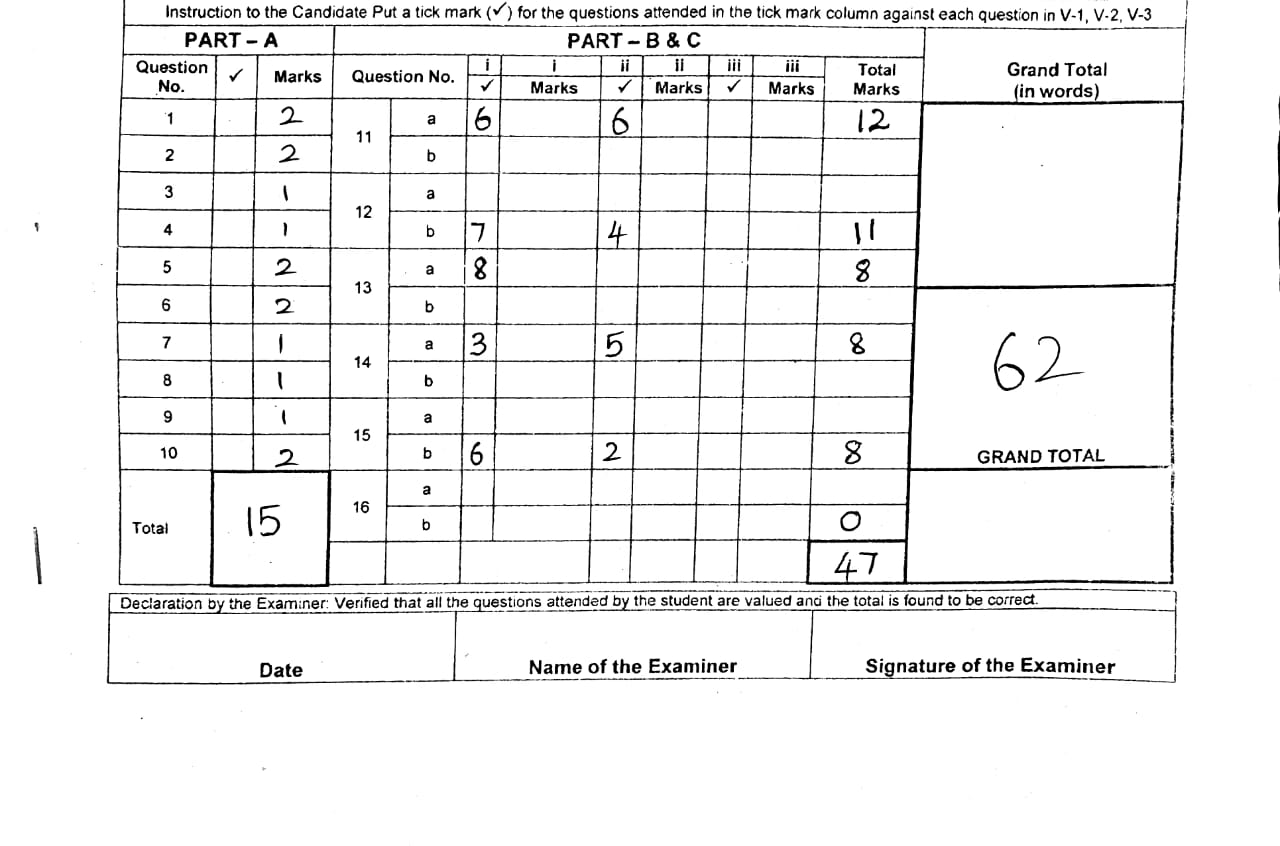 Instruction to the Candidate Put a tick mark (✓) for the questions attended in the tick mark column against each question in V-1, V-2, V-3
PART – A PART – B & C
Question No. ✓ Marks Question No. i ✓ i Marks ii ✓ ii Marks iii ✓ iii Marks Total Marks Grand Total (in words)
1 2 11 a 6 6 12
2 2 b
3 1 12 a
4 1 b 7 4 11
5 2 13 a 8 8
6 2 b
7 1 14 a 3 5 8
62
8 1 b
9 1 15 a
10 2 b 6 2 8 GRAND TOTAL
16 a
Total 15 b 0
47
Declaration by the Examiner: Verified that all the questions attended by the student are valued and the total is found to be correct.
Date Name of the Examiner Signature of the Examiner